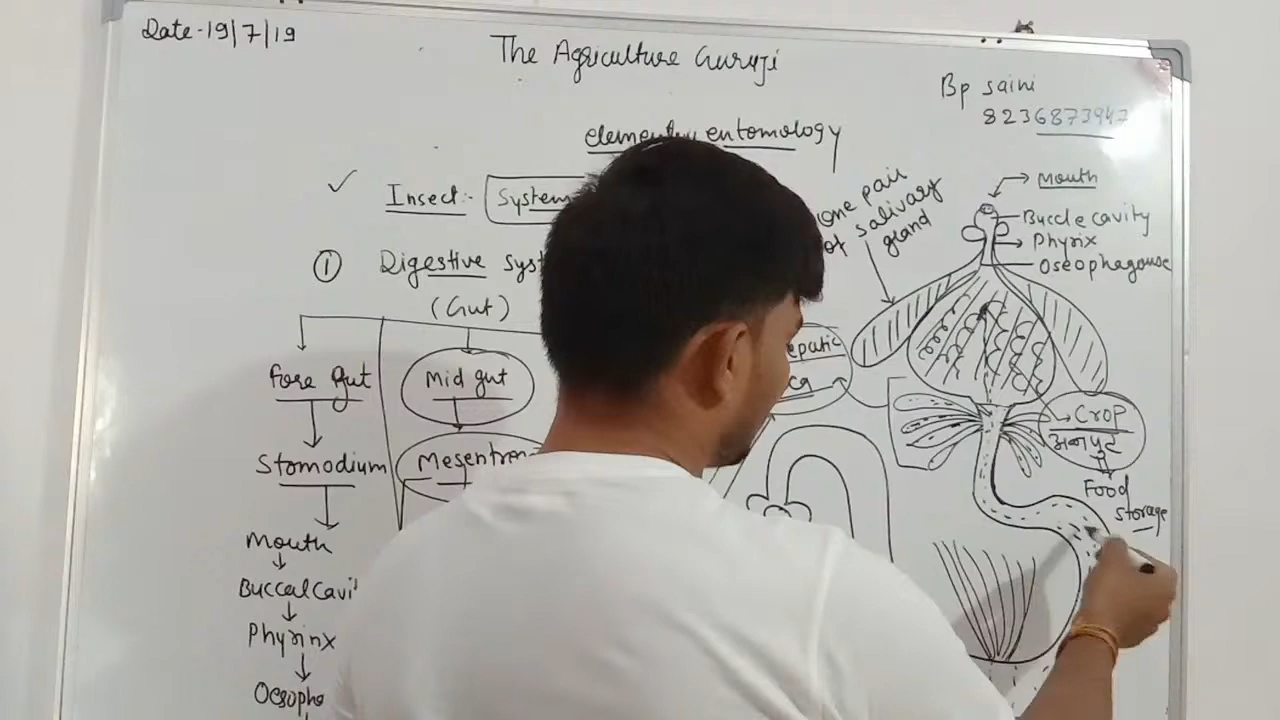 Date-19/7/19
The Agriculture Guruji
Bp saini
8236873947
entomology
✓ Insect:- System
① Digestive Syst
(Gut)
Fore gut
Mid gut
Stomodium
Mesentron
Mouth
Buccal Cavi
Phyrinx
Oesopha
one pair
of salivary
gland
Mouth
Buccle cavity
Phyrix
Oseophagouse
epatic
Crop
अन्नपुट
Food
storage